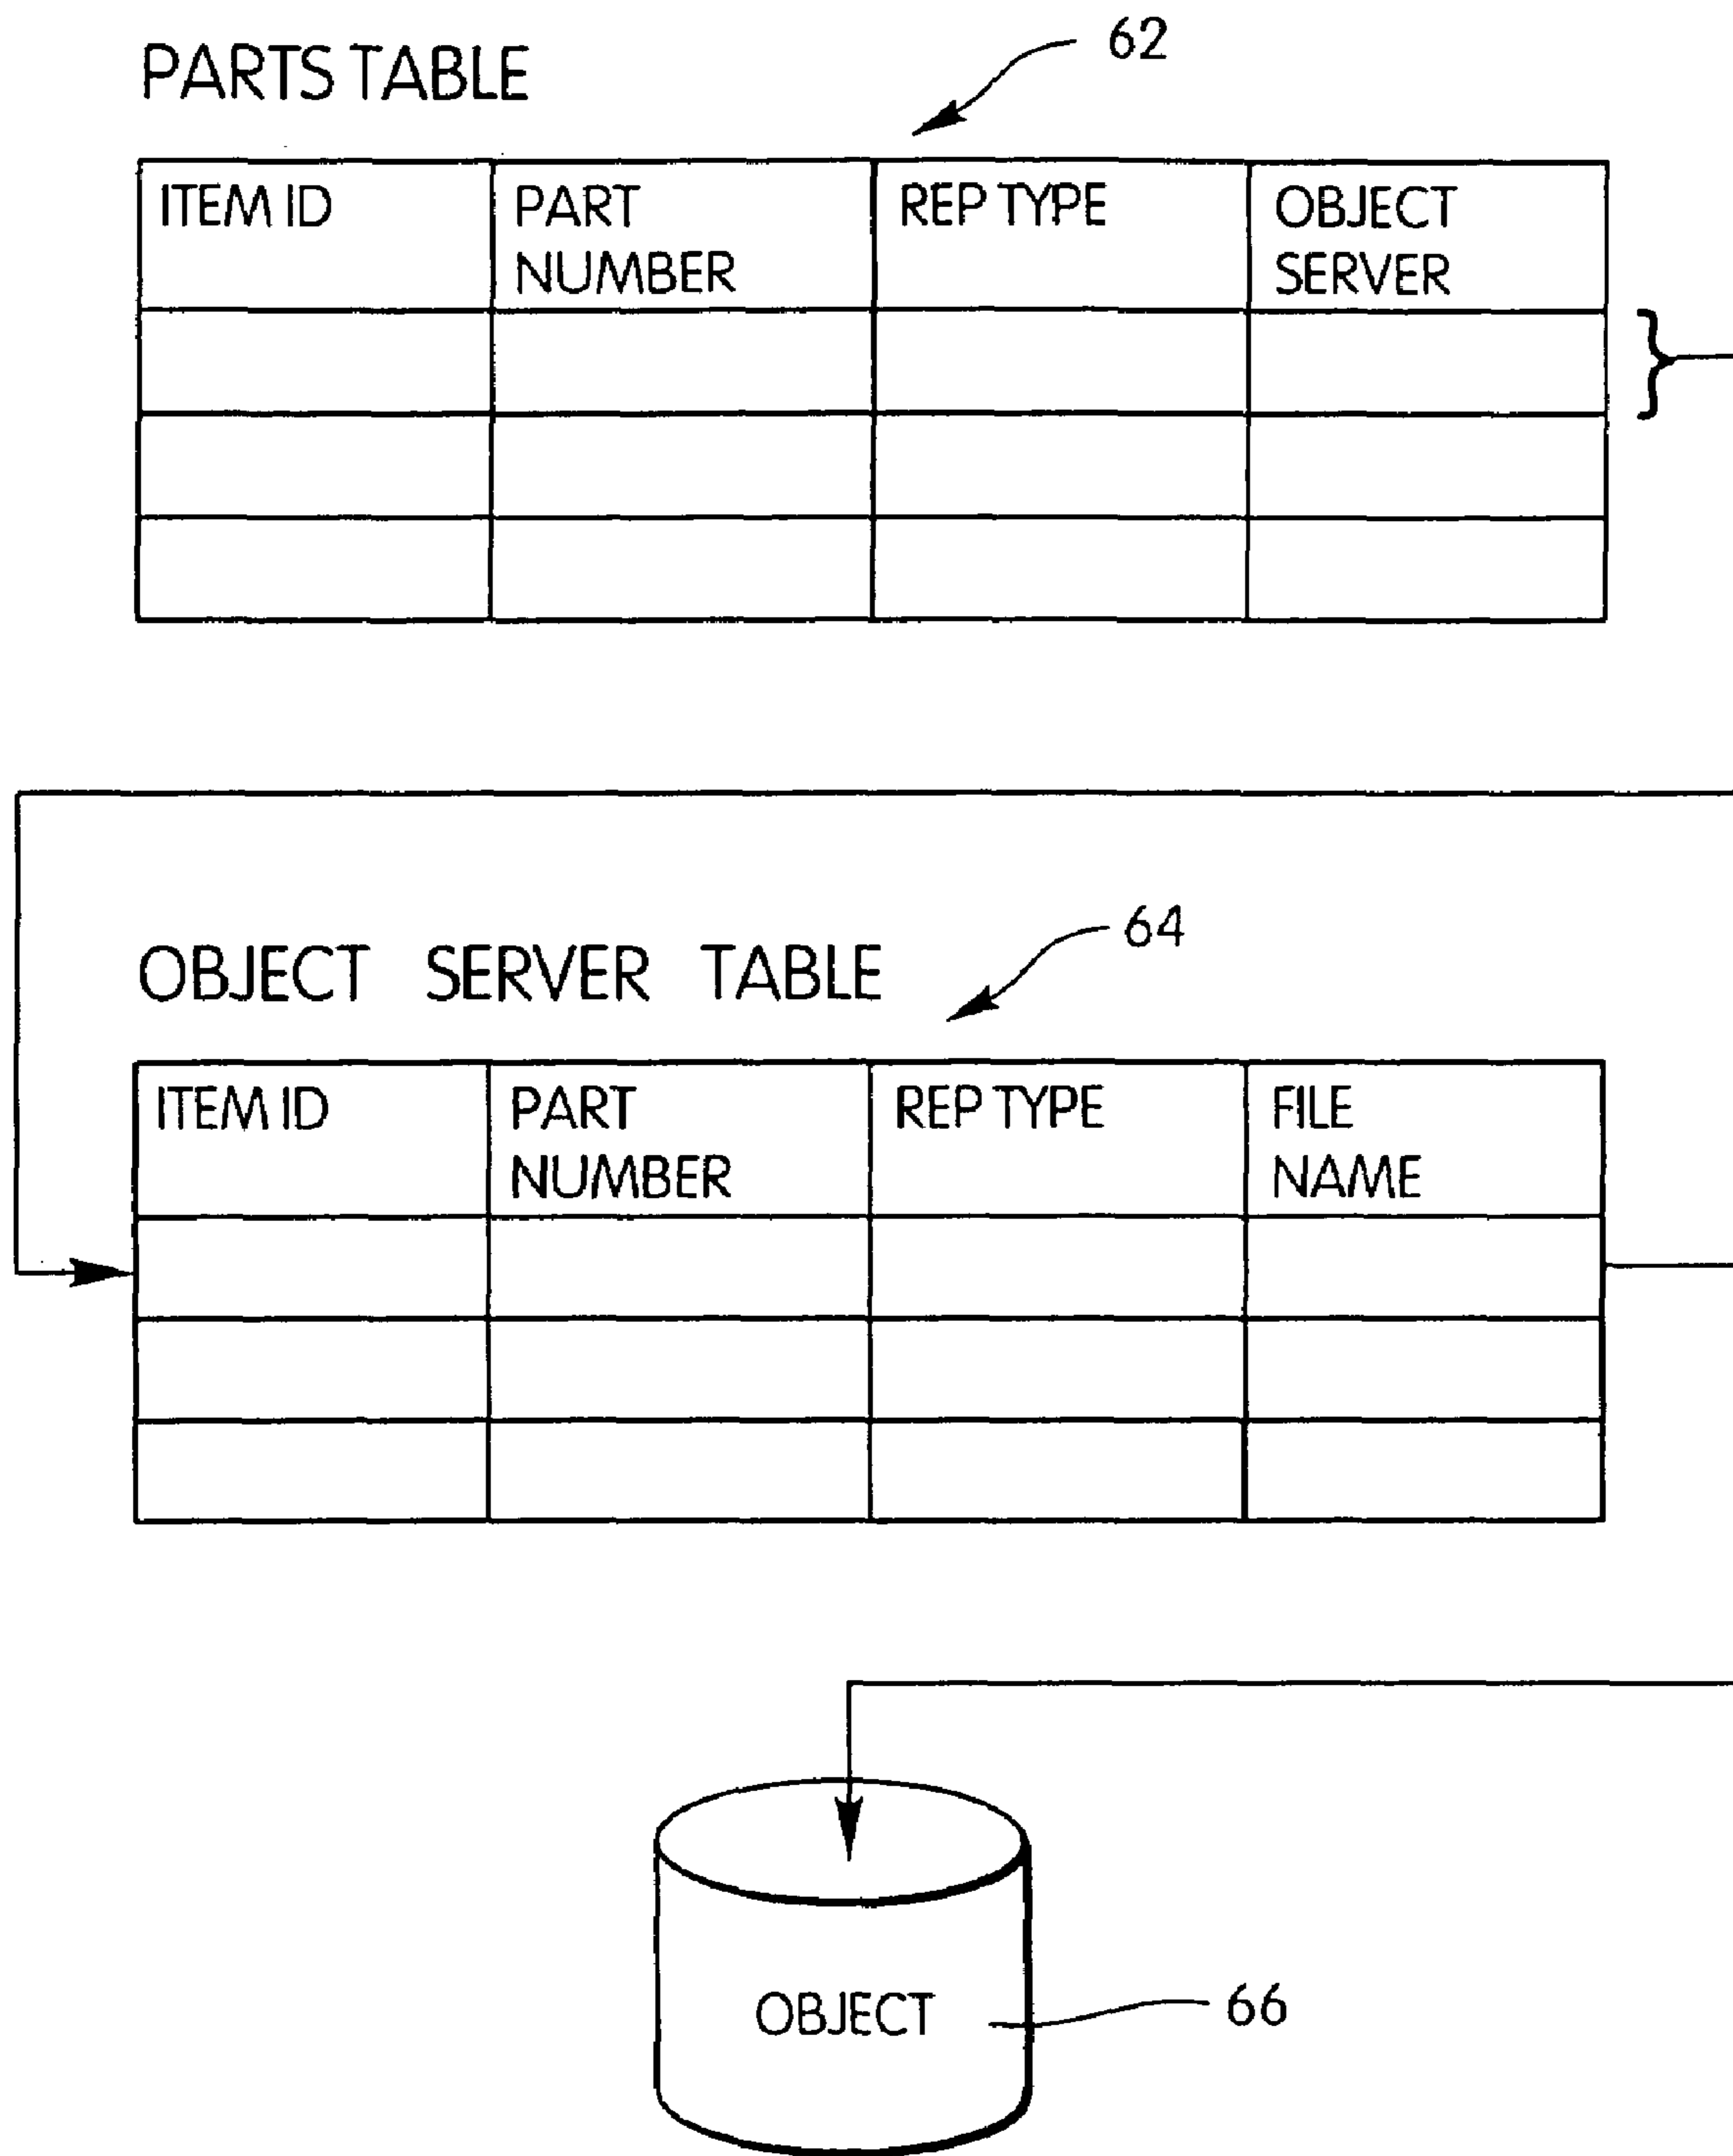 62
PARTS TABLE
ITEM ID
PART
NUMBER
REP TYPE
OBJECT
SERVER
64
OBJECT SERVER TABLE
ITEM ID
PART
NUMBER
REP TYPE
FILE
NAME
OBJECT
66